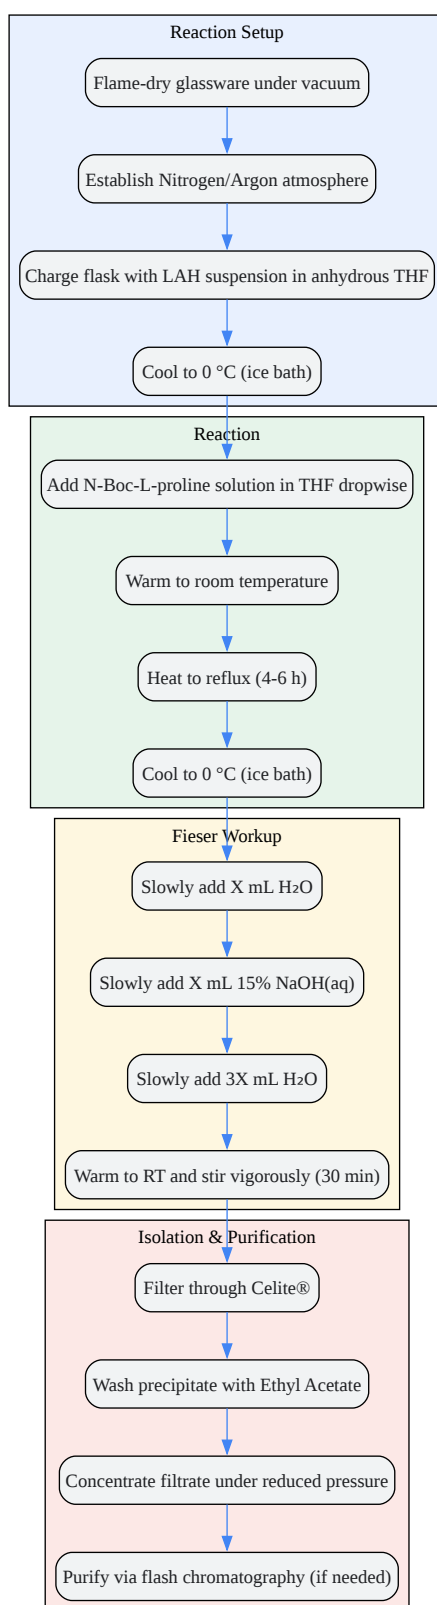 Reaction Setup
Flame-dry glassware under vacuum
Establish Nitrogen/Argon atmosphere
Charge flask with LAH suspension in anhydrous THF
Cool to 0 °C (ice bath)
Reaction
Add N-Boc-L-proline solution in THF dropwise
Warm to room temperature
Heat to reflux (4-6 h)
Cool to 0 °C (ice bath)
Fieser Workup
Slowly add X mL H₂O
Slowly add X mL 15% NaOH(aq)
Slowly add 3X mL H₂O
Warm to RT and stir vigorously (30 min)
Isolation & Purification
Filter through Celite®
Wash precipitate with Ethyl Acetate
Concentrate filtrate under reduced pressure
Purify via flash chromatography (if needed)